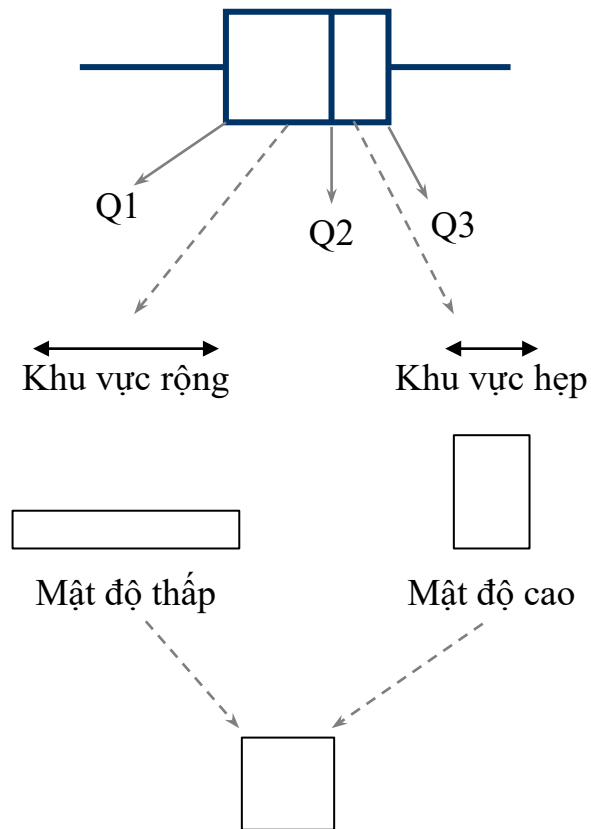 Q1
Q2
Q3
Khu vực rộng
Khu vực hẹp
Mật độ thấp
Mật độ cao